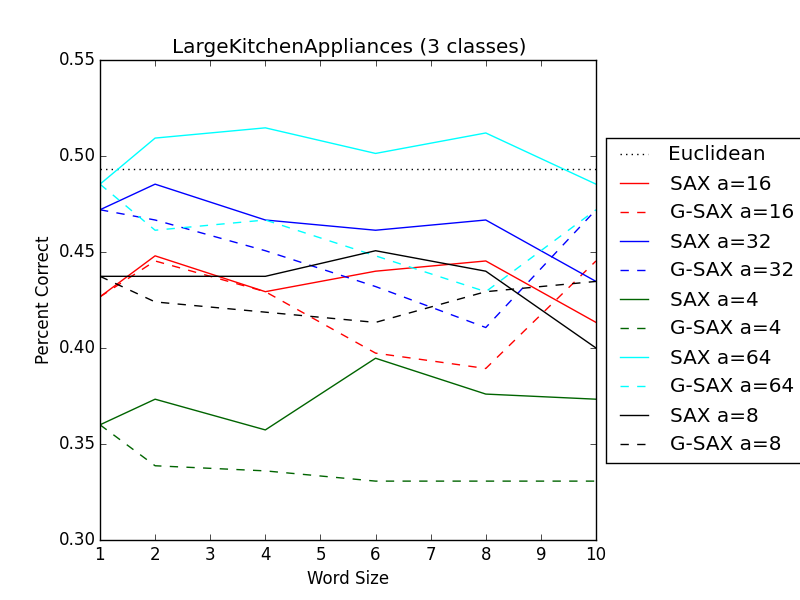 LargeKitchenAppliances (3 classes)
0.55
0.50
0.45
0.40
0.35
0.30
Percent Correct
1 2 3 4 5 6 7 8 9 10
Word Size
Euclidean
SAX a=16
G-SAX a=16
SAX a=32
G-SAX a=32
SAX a=4
G-SAX a=4
SAX a=64
G-SAX a=64
SAX a=8
G-SAX a=8